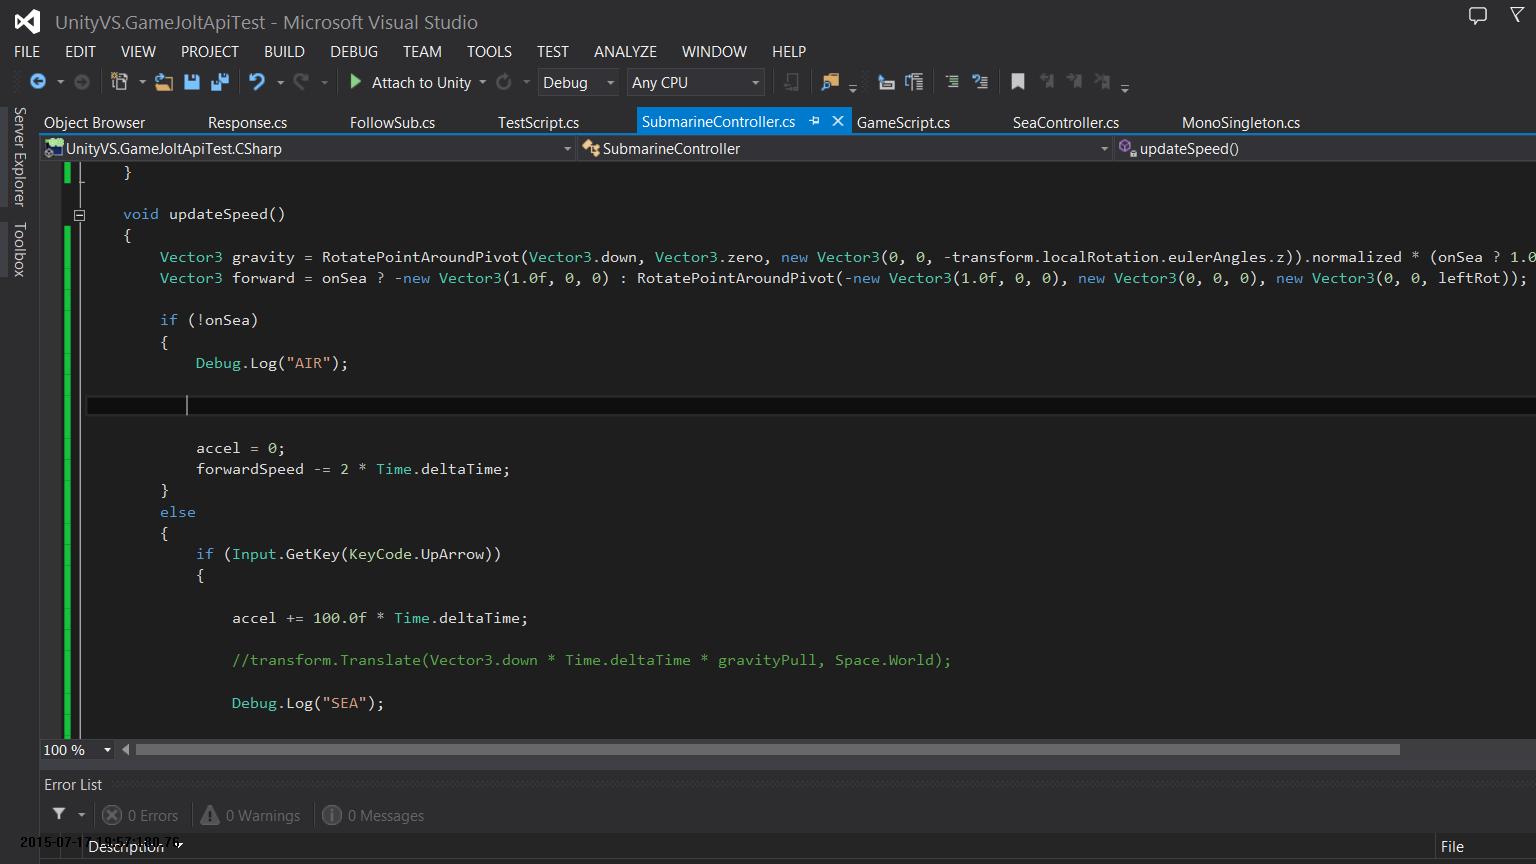 UnityVS.GameJoltApiTest - Microsoft Visual Studio
FILE EDIT VIEW PROJECT BUILD DEBUG TEAM TOOLS TEST ANALYZE WINDOW HELP
Attach to Unity Debug Any CPU
Server Explorer
Toolbox
Object Browser Response.cs FollowSub.cs TestScript.cs SubmarineController.cs GameScript.cs SeaController.cs MonoSingleton.cs
UnityVS.GameJoltApiTest.CSharp SubmarineController updateSpeed()
}
void updateSpeed()
{
Vector3 gravity = RotatePointAroundPivot(Vector3.down, Vector3.zero, new Vector3(0, 0, -transform.localRotation.eulerAngles.z)).normalized * (onSea ? 1.0
Vector3 forward = onSea ? -new Vector3(1.0f, 0, 0) : RotatePointAroundPivot(-new Vector3(1.0f, 0, 0), new Vector3(0, 0, 0), new Vector3(0, 0, leftRot));
if (!onSea)
{
Debug.Log("AIR");
accel = 0;
forwardSpeed -= 2 * Time.deltaTime;
}
else
{
if (Input.GetKey(KeyCode.UpArrow))
{
accel += 100.0f * Time.deltaTime;
//transform.Translate(Vector3.down * Time.deltaTime * gravityPull, Space.World);
Debug.Log("SEA");
100 %
Error List
0 Errors 0 Warnings 0 Messages
Description File